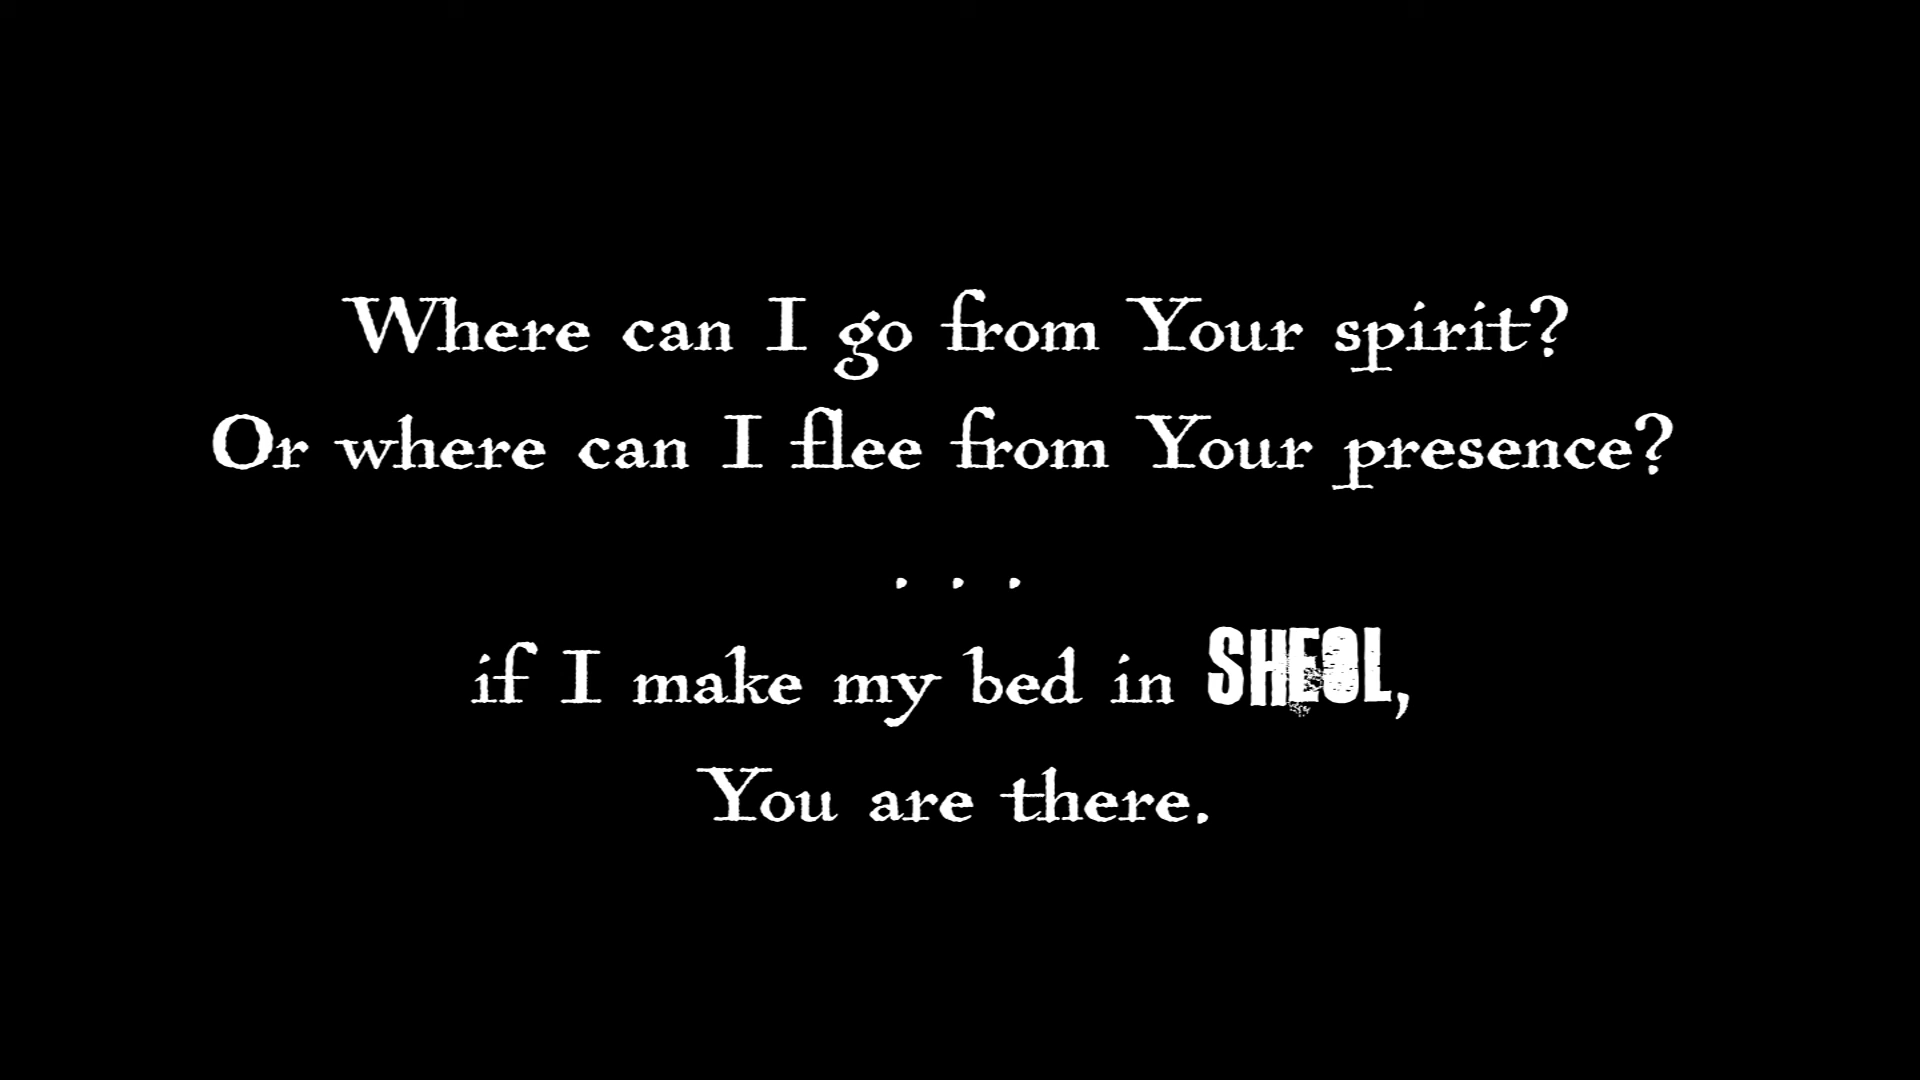 Where can I go from Your spirit?
Or where can I flee from Your presence?
. . .
if I make my bed in SHEOL,
You are there.